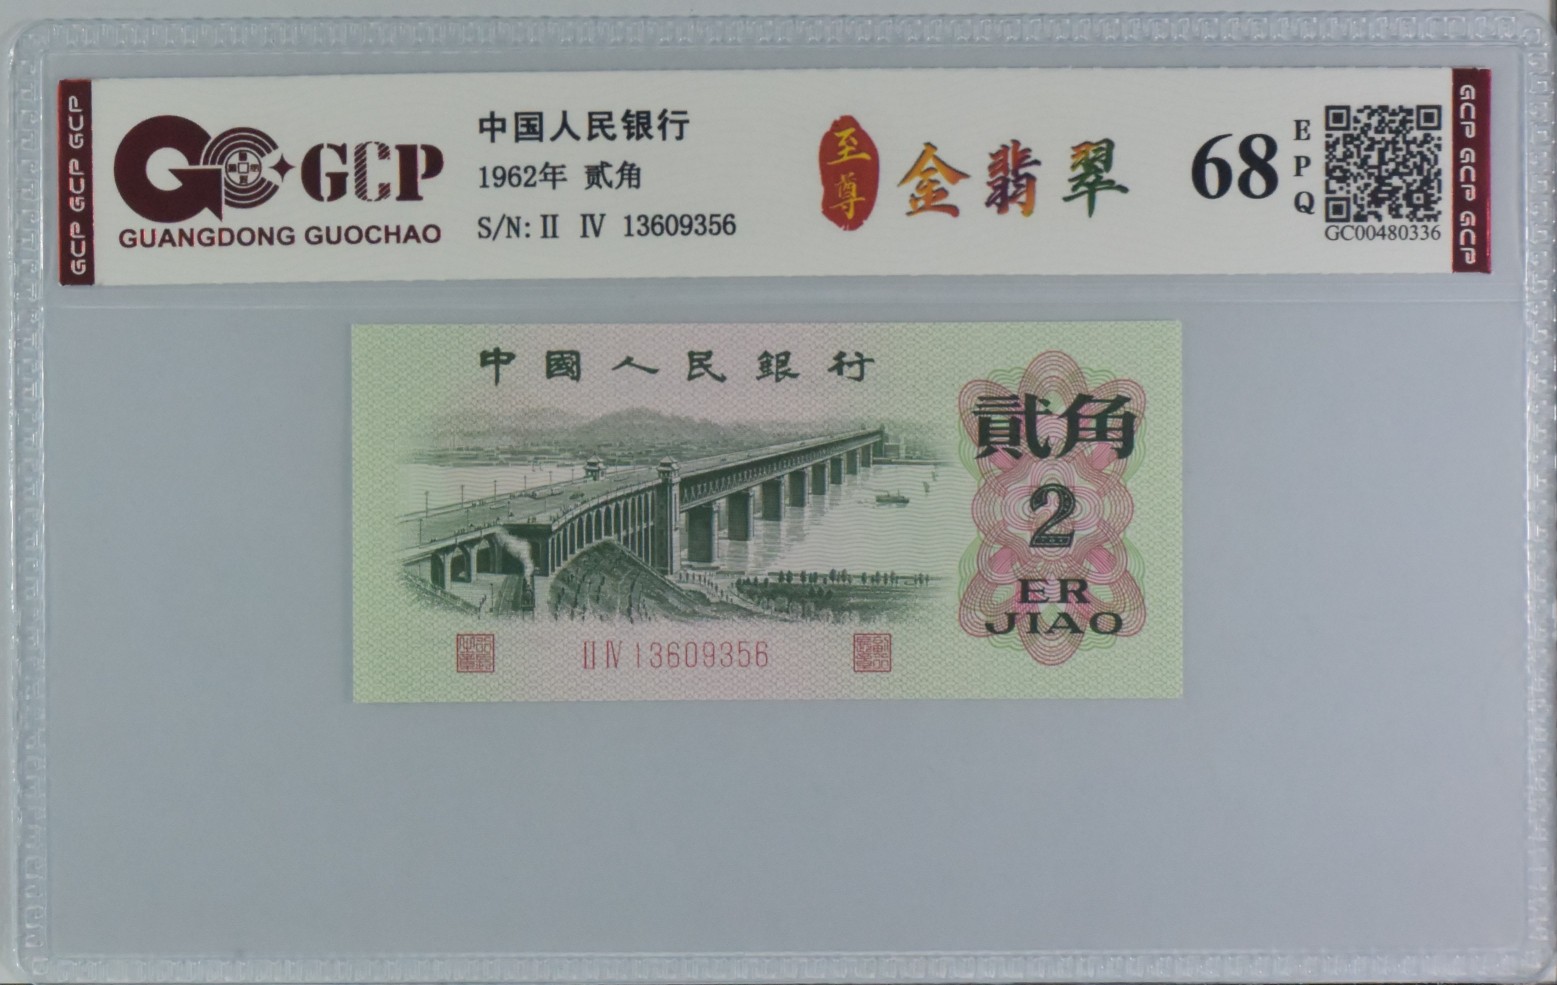 GCP GCP GCP
GCP
GUANGDONG GUOCHAO
中国人民银行
1962年 贰角
S/N: II IV 13609356
至尊
金翡翠
68
EPQ
GC00480336
GCP GCP GCP
中國人民銀行
貳角
2
ER
JIAO
II IV 13609356